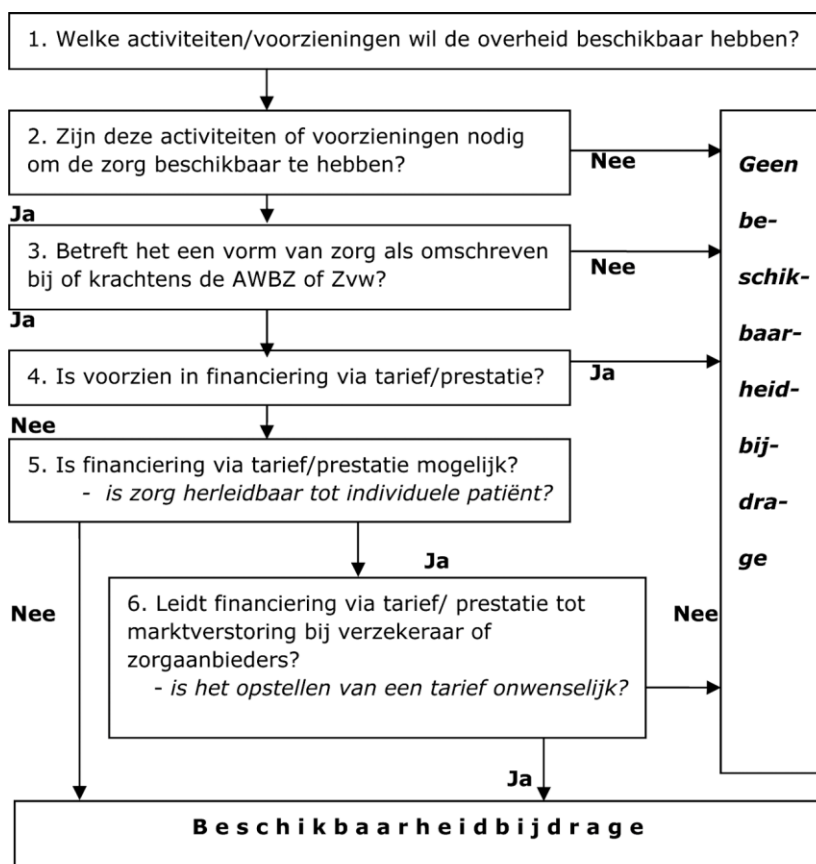 1. Welke activiteiten/voorzieningen wil de overheid beschikbaar hebben?
2. Zijn deze activiteiten of voorzieningen nodig
om de zorg beschikbaar te hebben?
Nee
Ja
3. Betreft het een vorm van zorg als omschreven
bij of krachtens de AWBZ of Zvw?
Nee
Ja
4. Is voorzien in financiering via tarief/prestatie?
Ja
Nee
5. Is financiering via tarief/prestatie mogelijk?
- is zorg herleidbaar tot individuele patiënt?
Ja
Nee
6. Leidt financiering via tarief/ prestatie tot
marktverstoring bij verzekeraar of
zorgaanbieders?
- is het opstellen van een tarief onwenselijk?
Nee
Ja
Geen
be-
schik-
baar-
heid-
bij-
dra-
ge
Beschikbaarheidbijdrage